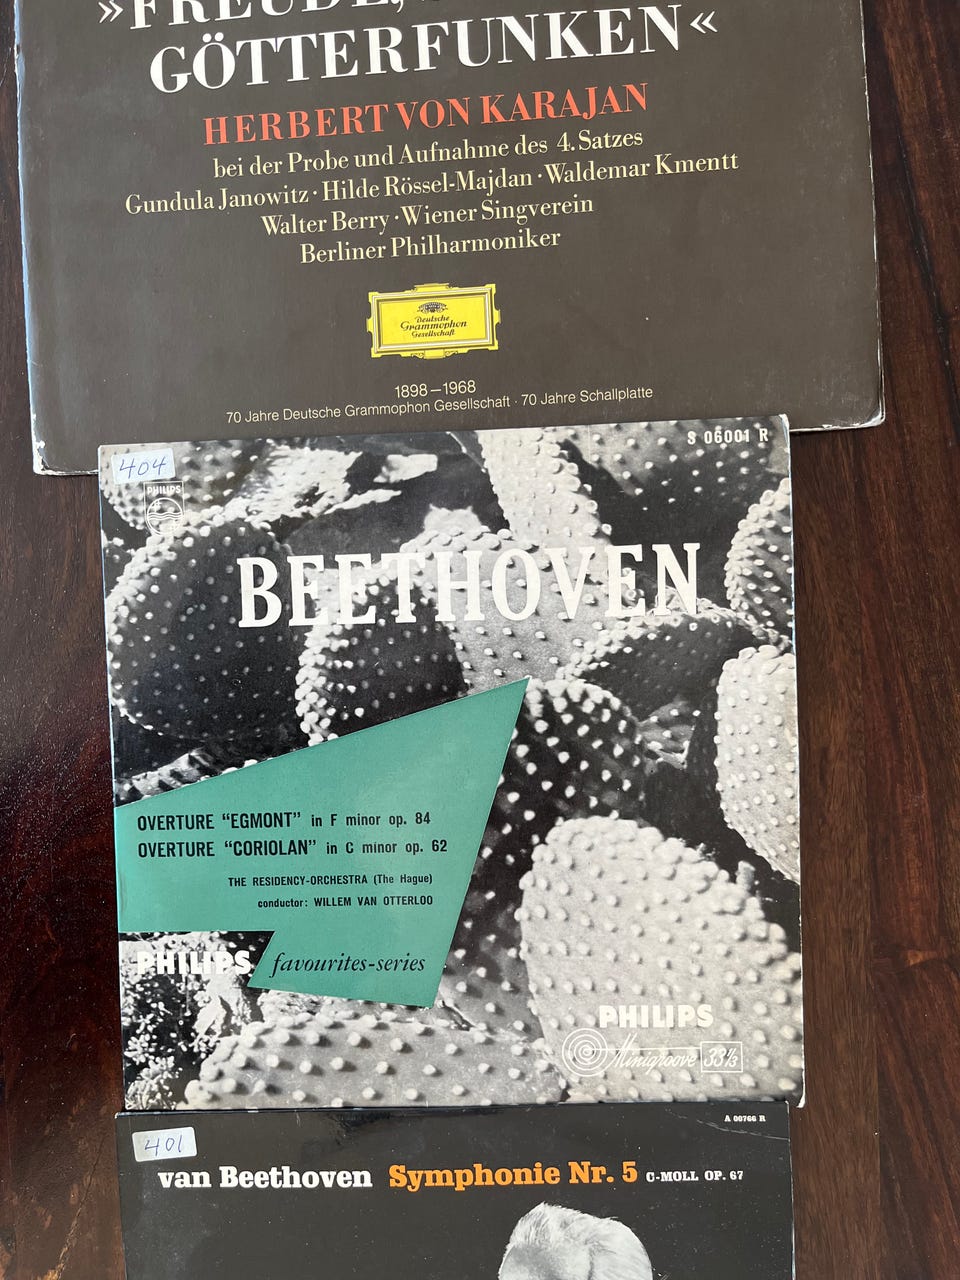 »FREUDE,
GÖTTERFUNKEN«
HERBERT VON KARAJAN
bei der Probe und Aufnahme des 4. Satzes
Gundula Janowitz · Hilde Rössel-Majdan · Waldemar Kmentt
Walter Berry · Wiener Singverein
Berliner Philharmoniker
Deutsche
Grammophon
Gesellschaft
1898–1968
70 Jahre Deutsche Grammophon Gesellschaft · 70 Jahre Schallplatte
S 06001 R
404
PHILIPS
BEETHOVEN
OVERTURE “EGMONT” in F minor op. 84
OVERTURE “CORIOLAN” in C minor op. 62
THE RESIDENCY-ORCHESTRA (The Hague)
conductor: WILLEM VAN OTTERLOO
PHILIPS favourites-series
PHILIPS
Minigroove 33⅓
A 00766 R
401
van Beethoven Symphonie Nr. 5 C-MOLL OP. 67